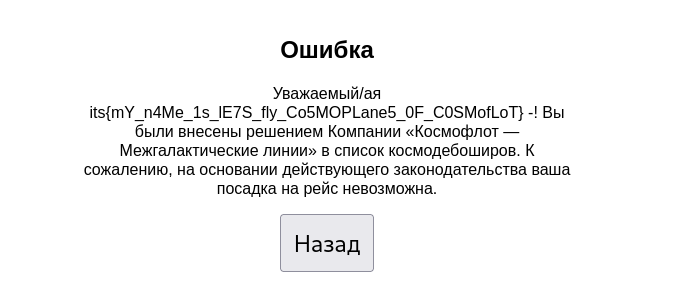 Ошибка
Уважаемый/ая
its{mY_n4Me_1s_lE7S_fly_Co5MOPLane5_0F_C0SMofLoT} -! Вы
были внесены решением Компании «Космофлот —
Межгалактические линии» в список космодебоширов. К
сожалению, на основании действующего законодательства ваша
посадка на рейс невозможна.
Назад